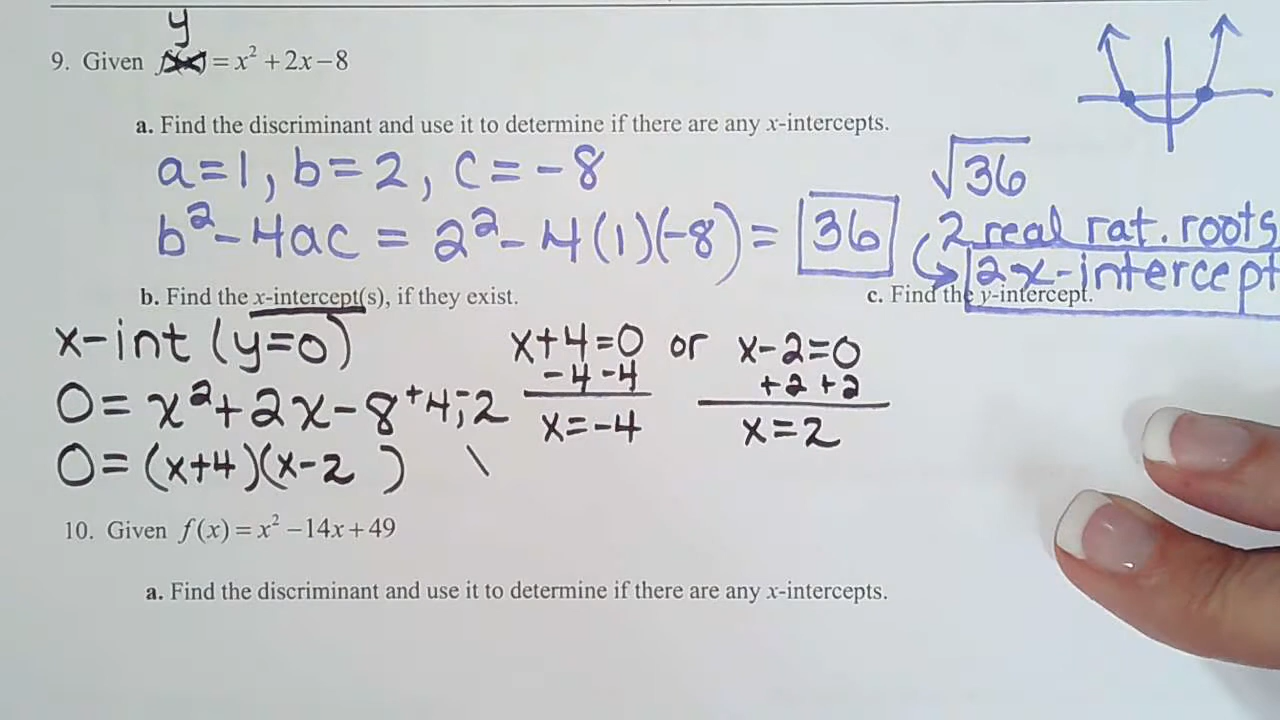 y
9. Given f(x) = x² + 2x − 8
a. Find the discriminant and use it to determine if there are any x-intercepts.
a=1, b=2, c=-8
√36
b²-4ac = 2²-4(1)(-8) = 36
2 real rat. roots
2x-intercept
b. Find the x-intercept(s), if they exist.
c. Find the y-intercept.
x-int (y=0)
0 = x²+2x-8 +4,-2
0 = (x+4)(x-2 )
x+4=0 or x-2=0
-4 -4 +2 +2
x=-4 x=2
10. Given f(x) = x² − 14x + 49
a. Find the discriminant and use it to determine if there are any x-intercepts.